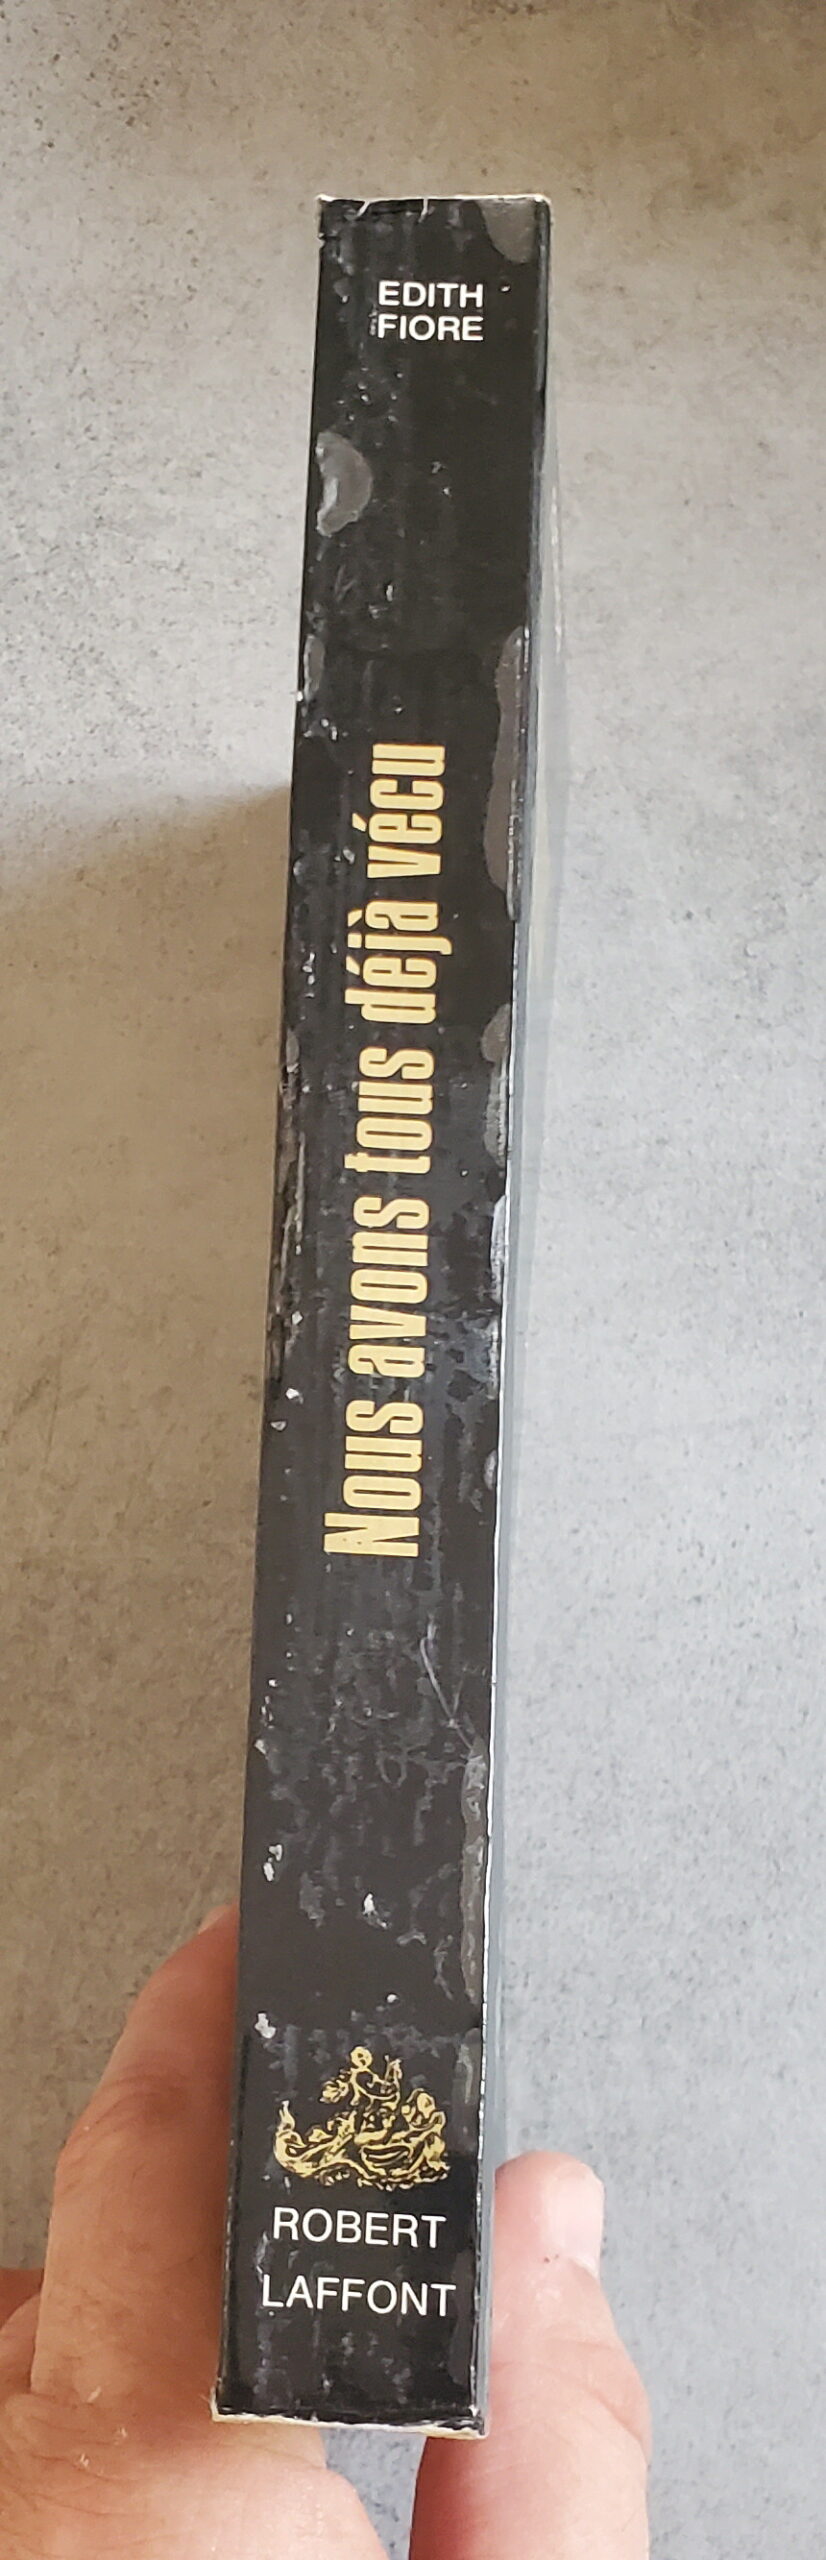 EDITH
FIORE
Nous avons tous déjà vécu
ROBERT
LAFFONT